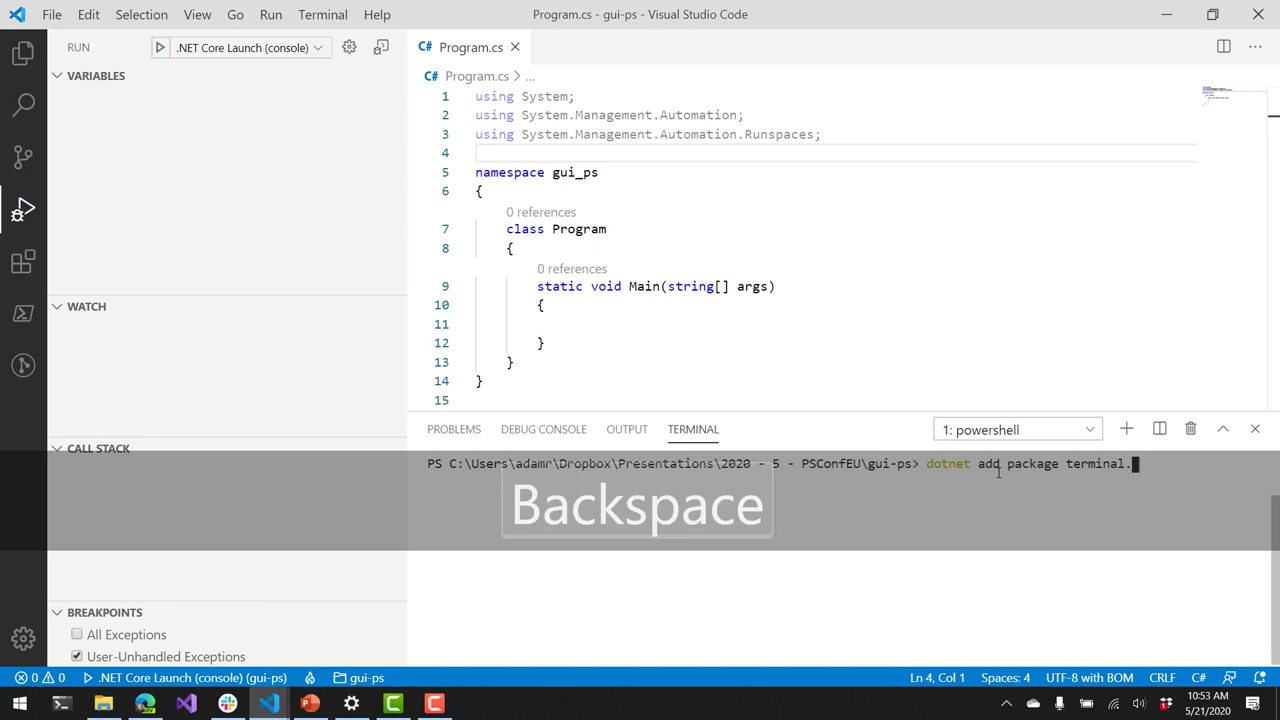 File Edit Selection View Go Run Terminal Help Program.cs - gui-ps - Visual Studio Code
RUN .NET Core Launch (console) C# Program.cs
VARIABLES
C# Program.cs > ...
1 using System;
2 using System.Management.Automation;
3 using System.Management.Automation.Runspaces;
4
5 namespace gui_ps
6 {
0 references
7 class Program
8 {
0 references
9 static void Main(string[] args)
10 {
11
12 }
13 }
14 }
15
WATCH
CALL STACK
PROBLEMS DEBUG CONSOLE OUTPUT TERMINAL 1: powershell
PS C:\Users\adamr\Dropbox\Presentations\2020 - 5 - PSConfEU\gui-ps> dotnet add package terminal.
Backspace
BREAKPOINTS
All Exceptions
User-Unhandled Exceptions
0 0 .NET Core Launch (console) (gui-ps) gui-ps Ln 4, Col 1 Spaces: 4 UTF-8 with BOM CRLF C#
10:53 AM
5/21/2020